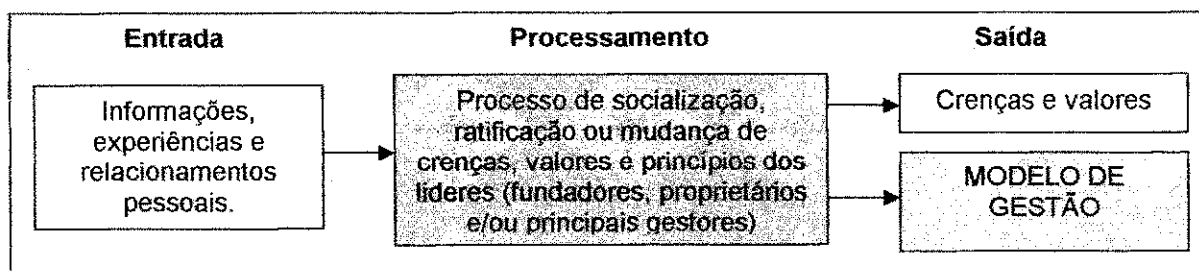 Entrada
Processamento
Saída
Informações,
experiências e
relacionamentos
pessoais.
Processo de socialização,
ratificação ou mudança de
crenças, valores e princípios dos
líderes (fundadores, proprietários
e/ou principais gestores)
Crenças e valores
MODELO DE
GESTÃO